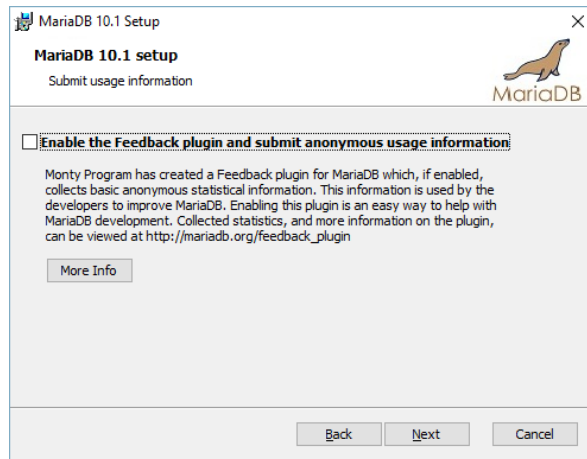 MariaDB 10.1 Setup
MariaDB 10.1 setup
Submit usage information
MariaDB
Enable the Feedback plugin and submit anonymous usage information
Monty Program has created a Feedback plugin for MariaDB which, if enabled,
collects basic anonymous statistical information. This information is used by the
developers to improve MariaDB. Enabling this plugin is an easy way to help with
MariaDB development. Collected statistics, and more information on the plugin,
can be viewed at http://mariadb.org/feedback_plugin
More Info
Back
Next
Cancel